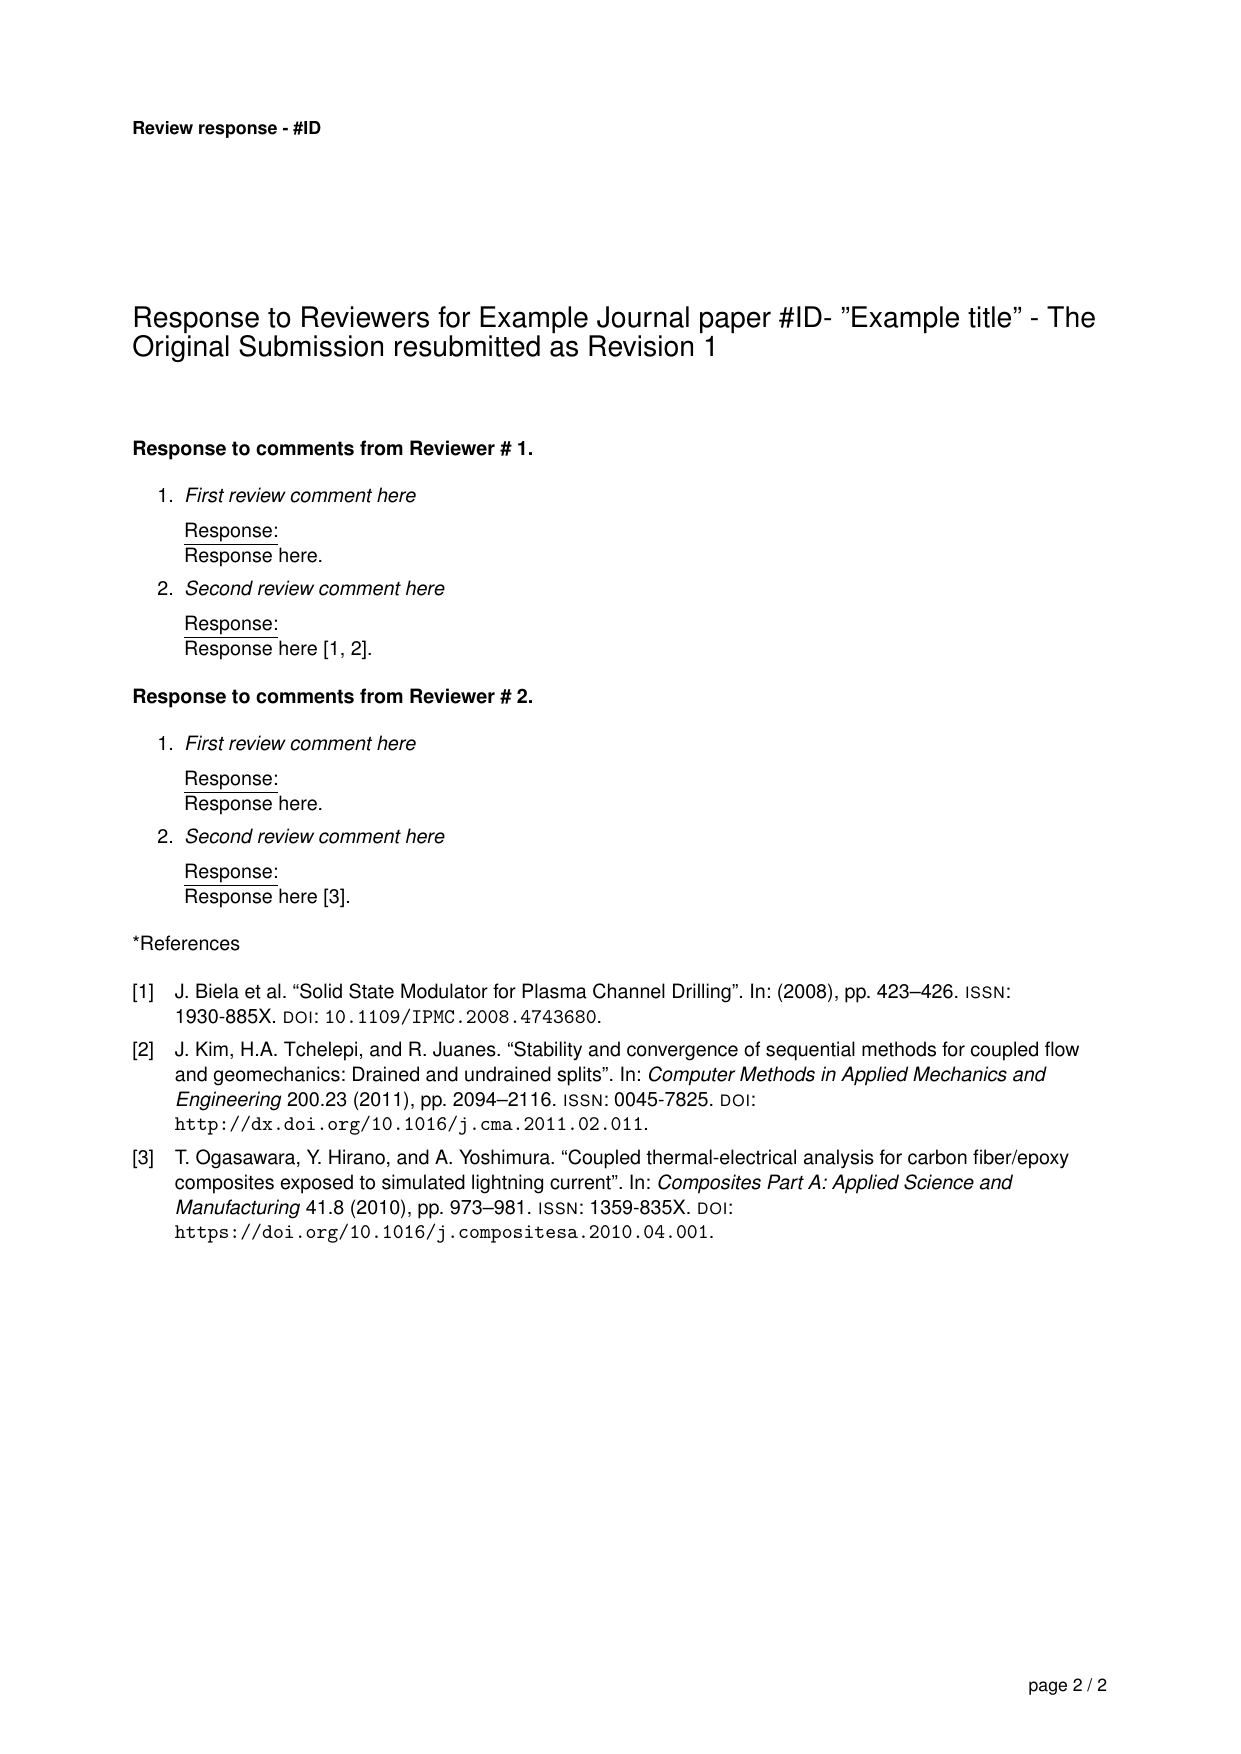 Review response - #ID
Response to Reviewers for Example Journal paper #ID- ”Example title” - The
Original Submission resubmitted as Revision 1
Response to comments from Reviewer # 1.
1. First review comment here
Response:
Response here.
2. Second review comment here
Response:
Response here [1, 2].
Response to comments from Reviewer # 2.
1. First review comment here
Response:
Response here.
2. Second review comment here
Response:
Response here [3].
*References
[1] J. Biela et al. “Solid State Modulator for Plasma Channel Drilling”. In: (2008), pp. 423–426. ISSN:
1930-885X. DOI: 10.1109/IPMC.2008.4743680.
[2] J. Kim, H.A. Tchelepi, and R. Juanes. “Stability and convergence of sequential methods for coupled flow
and geomechanics: Drained and undrained splits”. In: Computer Methods in Applied Mechanics and
Engineering 200.23 (2011), pp. 2094–2116. ISSN: 0045-7825. DOI:
http://dx.doi.org/10.1016/j.cma.2011.02.011.
[3] T. Ogasawara, Y. Hirano, and A. Yoshimura. “Coupled thermal-electrical analysis for carbon fiber/epoxy
composites exposed to simulated lightning current”. In: Composites Part A: Applied Science and
Manufacturing 41.8 (2010), pp. 973–981. ISSN: 1359-835X. DOI:
https://doi.org/10.1016/j.compositesa.2010.04.001.
page 2 / 2